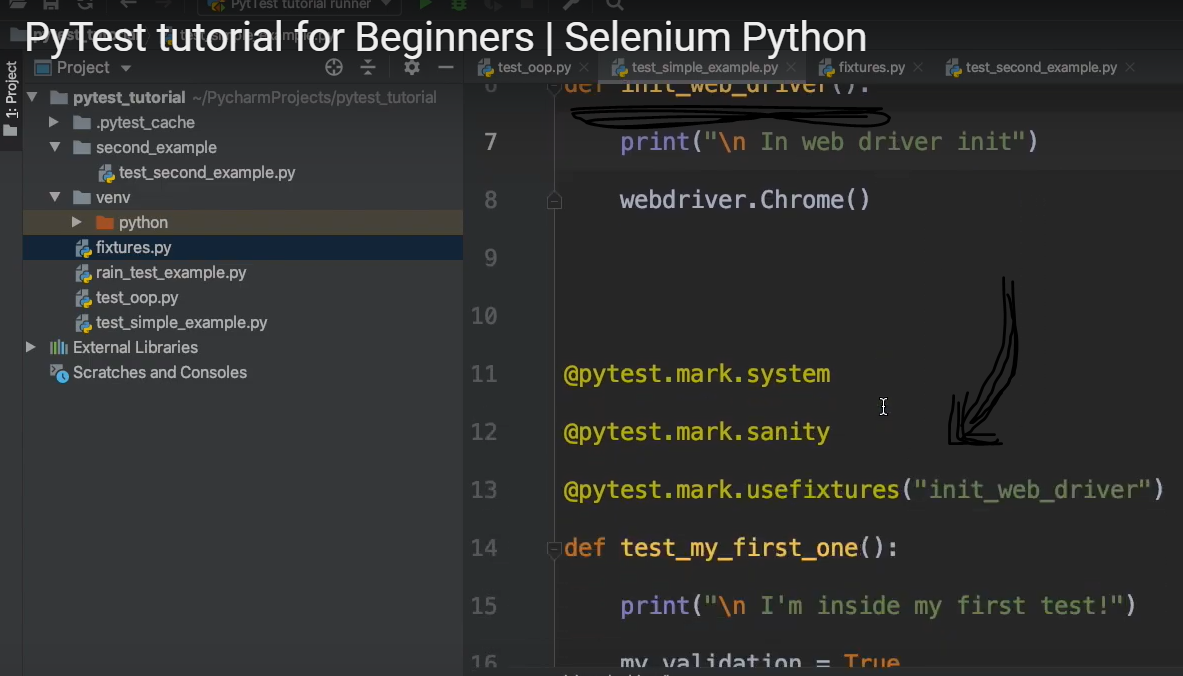 PyTest tutorial for Beginners | Selenium Python
PyTest tutorial runner
Project
test_oop.py
test_simple_example.py
fixtures.py
test_second_example.py
1: Project
pytest_tutorial ~/PycharmProjects/pytest_tutorial
.pytest_cache
second_example
test_second_example.py
venv
python
fixtures.py
rain_test_example.py
test_oop.py
test_simple_example.py
External Libraries
Scratches and Consoles
6 def init_web_driver():
7 print("\n In web driver init")
8 webdriver.Chrome()
9
10
11 @pytest.mark.system
12 @pytest.mark.sanity
13 @pytest.mark.usefixtures("init_web_driver")
14 def test_my_first_one():
15 print("\n I'm inside my first test!")
16 my_validation = True